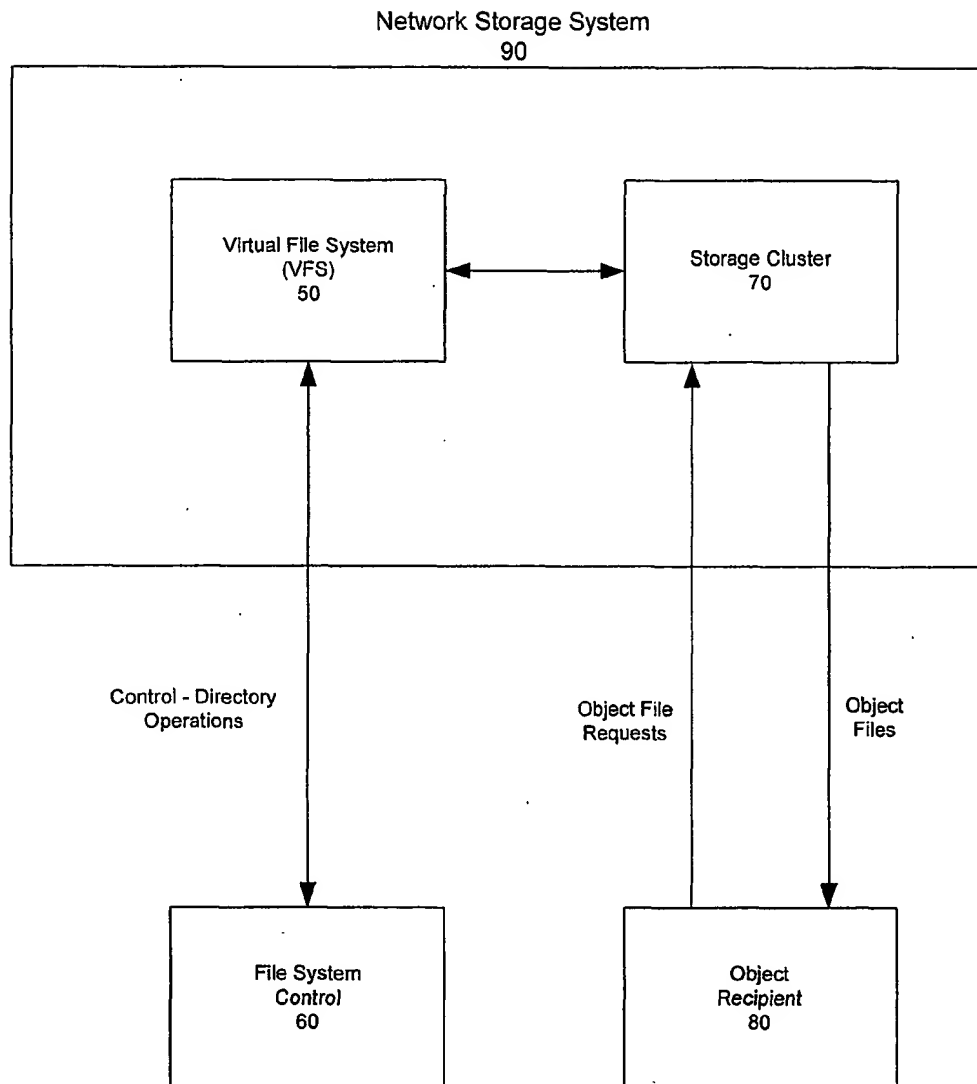 Network Storage System
90
Virtual File System
(VFS)
50
Storage Cluster
70
Control - Directory
Operations
Object File
Requests
Object
Files
File System
Control
60
Object
Recipient
80